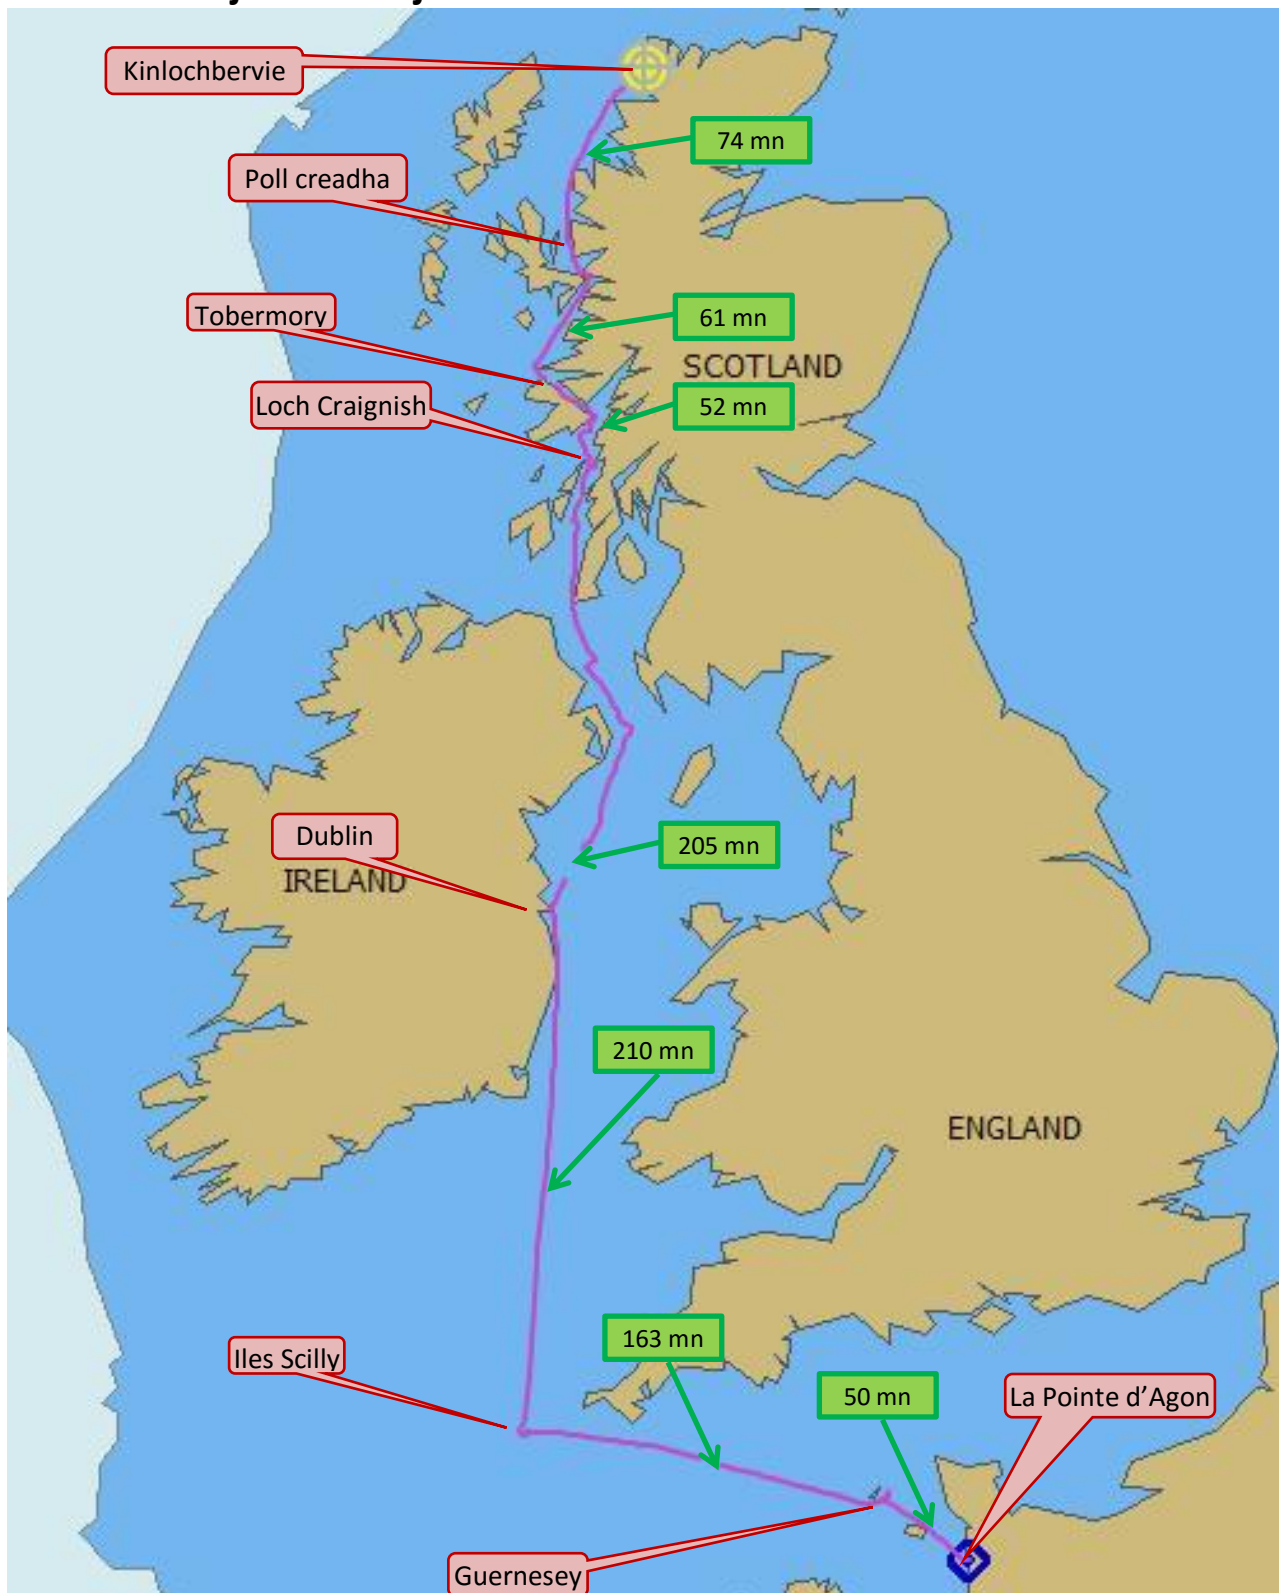 Kinlochbervie
74 mn
Poll creadha
Tobermory
61 mn
SCOTLAND
Loch Craignish
52 mn
Dublin
205 mn
IRELAND
210 mn
ENGLAND
Iles Scilly
163 mn
50 mn
La Pointe d’Agon
Guernesey